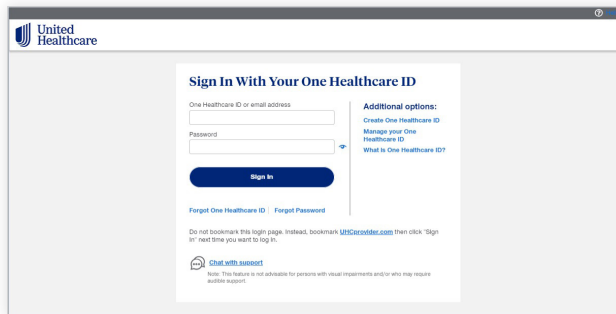 United
Healthcare
Sign In With Your One Healthcare ID
One Healthcare ID or email address
Password
Sign In
Forgot One Healthcare ID | Forgot Password
Additional options:
Create One Healthcare ID
Manage your One
Healthcare ID
What is One Healthcare ID?
Do not bookmark this login page. Instead, bookmark UHCprovider.com then click "Sign
In" next time you want to log in.
Chat with support
Note: This feature is not advisable for persons with visual impairments and/or who may require
audible support.